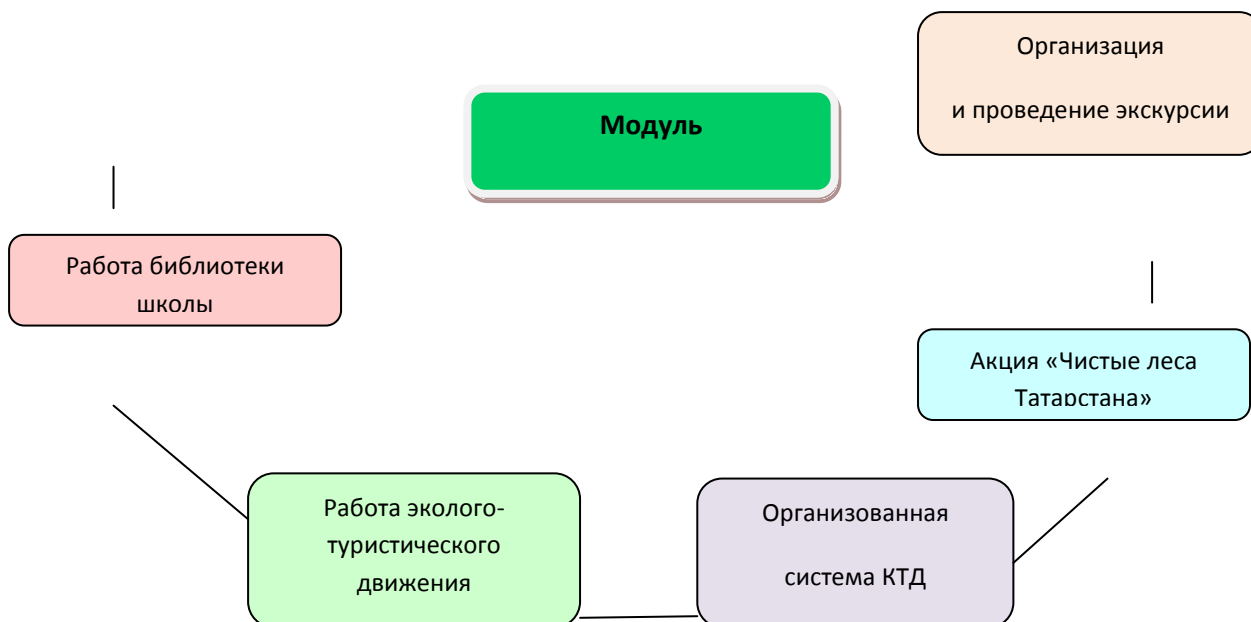 Организация
и проведение экскурсии
Модуль
Работа библиотеки
школы
Акция «Чистые леса
Татарстана»
Работа эколого-
туристического
движения
Организованная
система КТД